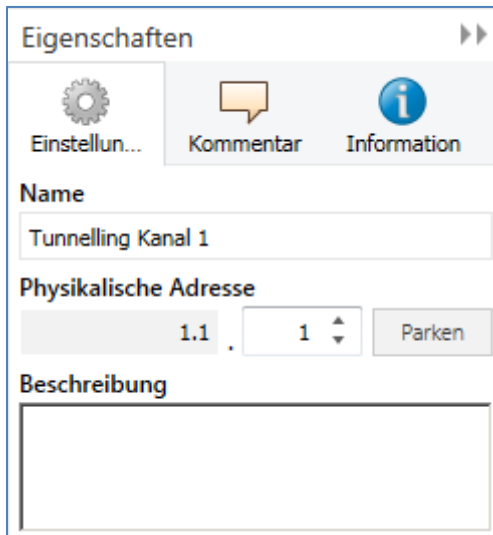 Eigenschaften
Einstellun... Kommentar Information
Name
Tunnelling Kanal 1
Physikalische Adresse
1.1 . 1 Parken
Beschreibung